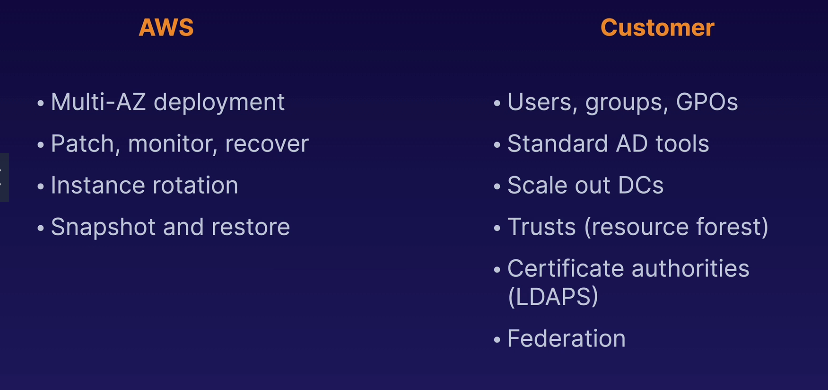 AWS
• Multi-AZ deployment
• Patch, monitor, recover
• Instance rotation
• Snapshot and restore
Customer
• Users, groups, GPOs
• Standard AD tools
• Scale out DCs
• Trusts (resource forest)
• Certificate authorities
(LDAPS)
• Federation